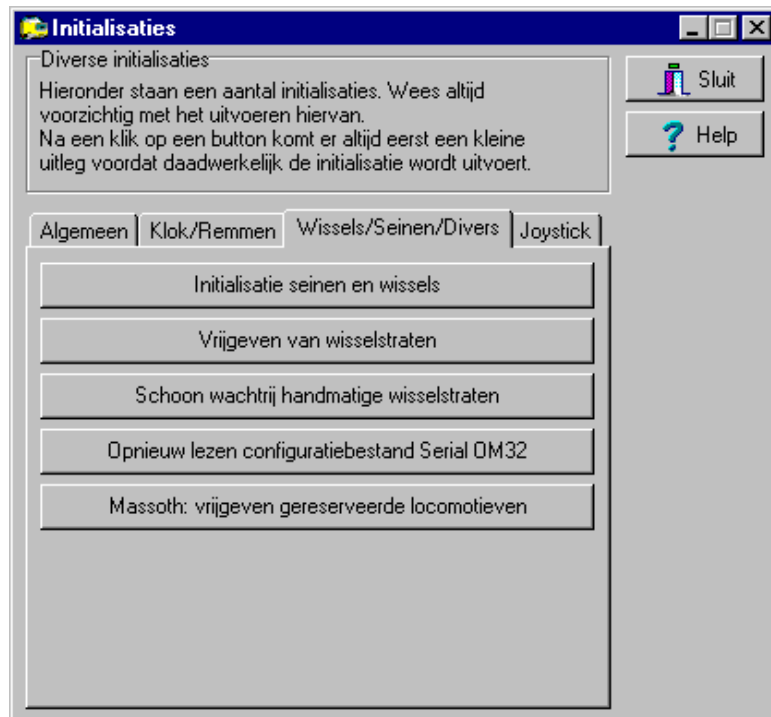 Initialisaties
Diverse initialisaties
Hieronder staan een aantal initialisaties. Wees altijd
voorzichtig met het uitvoeren hiervan.
Na een klik op een button komt er altijd eerst een kleine
uitleg voordat daadwerkelijk de initialisatie wordt uitvoert.
Sluit
Help
Algemeen Klok/Remmen Wissels/Seinen/Divers Joystick
Initialisatie seinen en wissels
Vrijgeven van wisselstraten
Schoon wachtrij handmatige wisselstraten
Opnieuw lezen configuratiebestand Serial OM32
Massoth: vrijgeven gereserveerde locomotieven